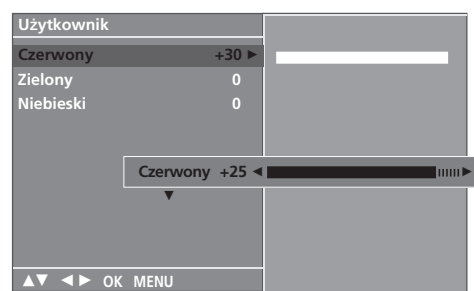 Użytkownik
Czerwony +30 ►
Zielony 0
Niebieski 0
Czerwony +25 ◄ ►
▼
▲▼ ◄► OK MENU